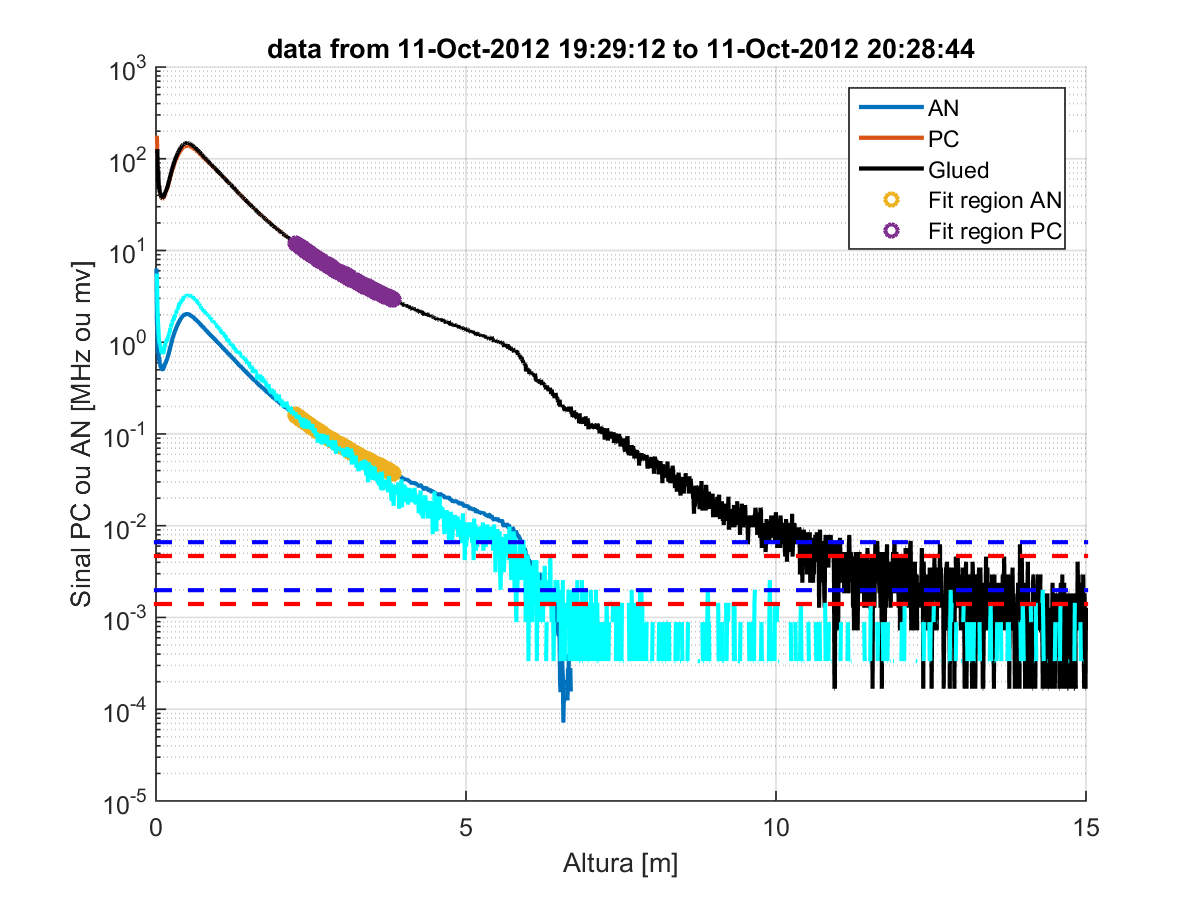 data from 11-Oct-2012 19:29:12 to 11-Oct-2012 20:28:44
Sinal PC ou AN [MHz ou mv]
10^3
10^2
10^1
10^0
10^-1
10^-2
10^-3
10^-4
10^-5
AN
PC
Glued
Fit region AN
Fit region PC
0 5 10 15
Altura [m]